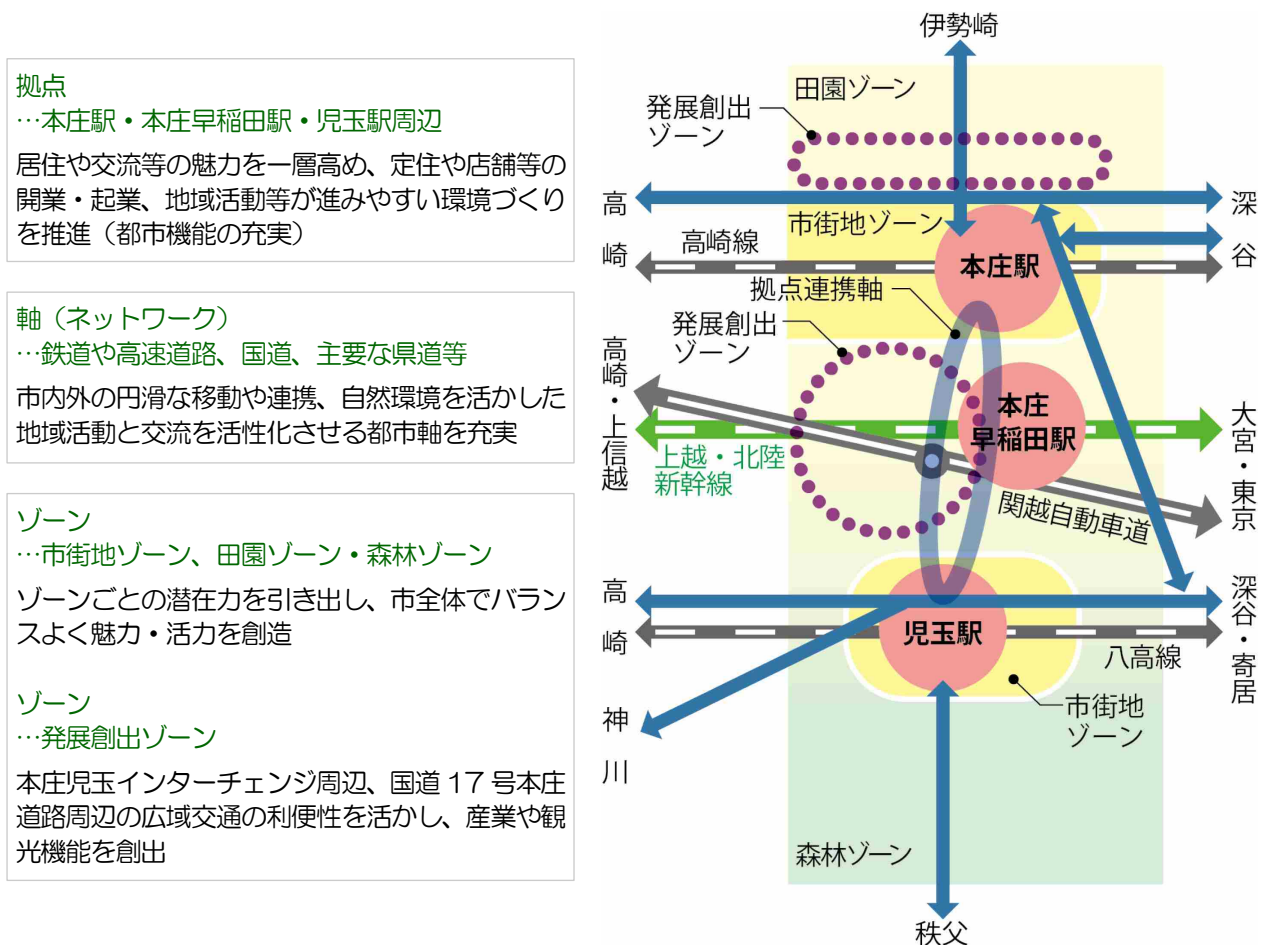 拠点
…本庄駅・本庄早稲田駅・児玉駅周辺
居住や交流等の魅力を一層高め、定住や店舗等の
開業・起業、地域活動等が進みやすい環境づくり
を推進（都市機能の充実）
軸（ネットワーク）
…鉄道や高速道路、国道、主要な県道等
市内外の円滑な移動や連携、自然環境を活かした
地域活動と交流を活性化させる都市軸を充実
ゾーン
…市街地ゾーン、田園ゾーン・森林ゾーン
ゾーンごとの潜在力を引き出し、市全体でバラン
スよく魅力・活力を創造
ゾーン
…発展創出ゾーン
本庄児玉インターチェンジ周辺、国道 17 号本庄
道路周辺の広域交通の利便性を活かし、産業や観
光機能を創出
伊勢崎
田園ゾーン
発展創出
ゾーン
高崎
深谷
市街地ゾーン
高崎線
本庄駅
拠点連携軸
発展創出
ゾーン
高崎・上信越
本庄
早稲田駅
大宮・東京
上越・北陸
新幹線
関越自動車道
高崎
深谷・寄居
児玉駅
八高線
神川
市街地
ゾーン
森林ゾーン
秩父